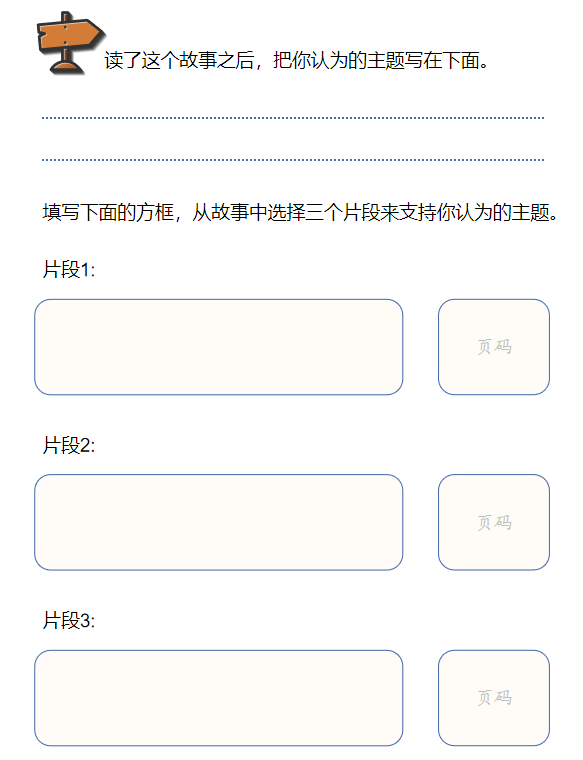 读了这个故事之后，把你认为的主题写在下面。
填写下面的方框，从故事中选择三个片段来支持你认为的主题。
片段1:
页码
片段2:
页码
片段3:
页码